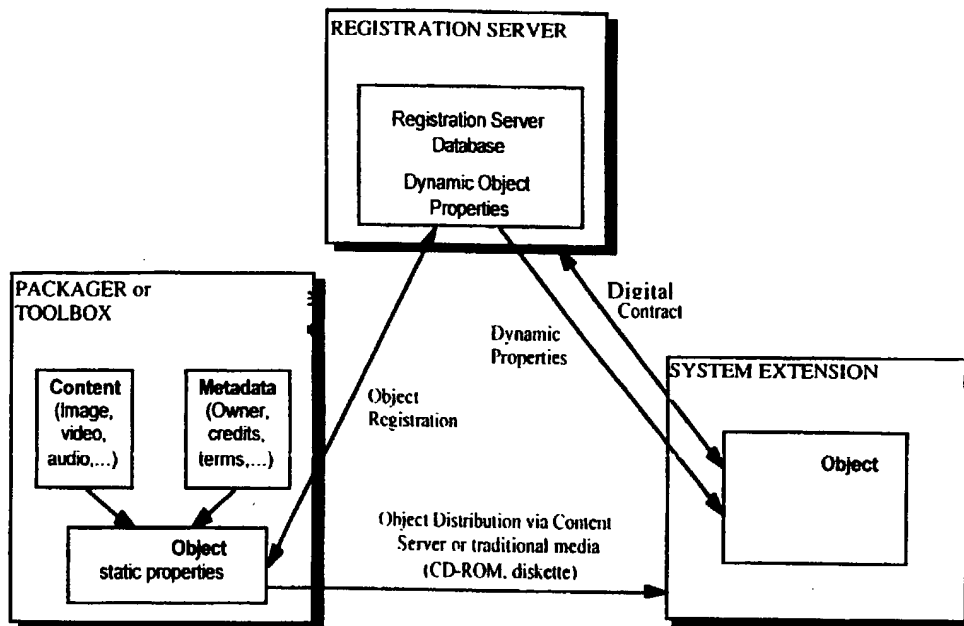 REGISTRATION SERVER
Registration Server
Database
Dynamic Object
Properties
PACKAGER or
TOOLBOX
Content
(Image,
video,
audio,...)
Metadata
(Owner,
credits,
(terms,...)
Object
static properties
Object
Registration
Dynamic
Properties
Digital
Contract
SYSTEM EXTENSION
Object
Object Distribution via Content
Server or traditional media
(CD-ROM, diskette)